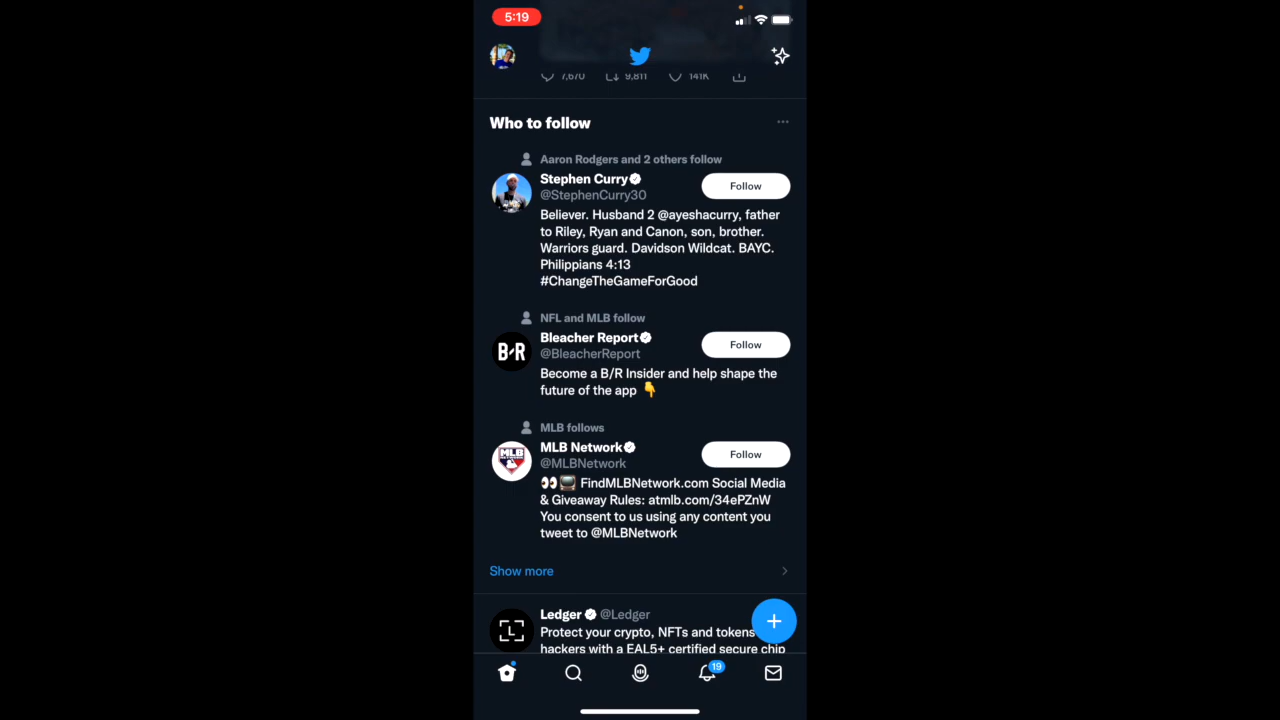 5:19
7,670 9,811 141K
Who to follow
Aaron Rodgers and 2 others follow
Stephen Curry
Follow
@StephenCurry30
Believer. Husband 2 @ayeshacurry, father
to Riley, Ryan and Canon, son, brother.
Warriors guard. Davidson Wildcat. BAYC.
Philippians 4:13
#ChangeTheGameForGood
NFL and MLB follow
B/R
Bleacher Report
Follow
@BleacherReport
Become a B/R Insider and help shape the
future of the app 👇
MLB follows
MLB
NETWORK
MLB Network
Follow
@MLBNetwork
👀📺 FindMLBNetwork.com Social Media
& Giveaway Rules: atmlb.com/34ePZnW
You consent to us using any content you
tweet to @MLBNetwork
Show more
Ledger @Ledger
Protect your crypto, NFTs and tokens
hackers with a EAL5+ certified secure chip
19